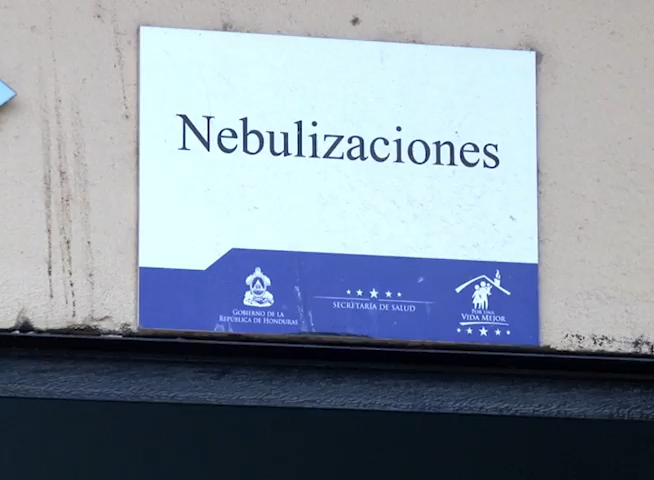 Nebulizaciones
GOBIERNO DE LA
REPÚBLICA DE HONDURAS
SECRETARÍA DE SALUD
POR UNA
VIDA MEJOR